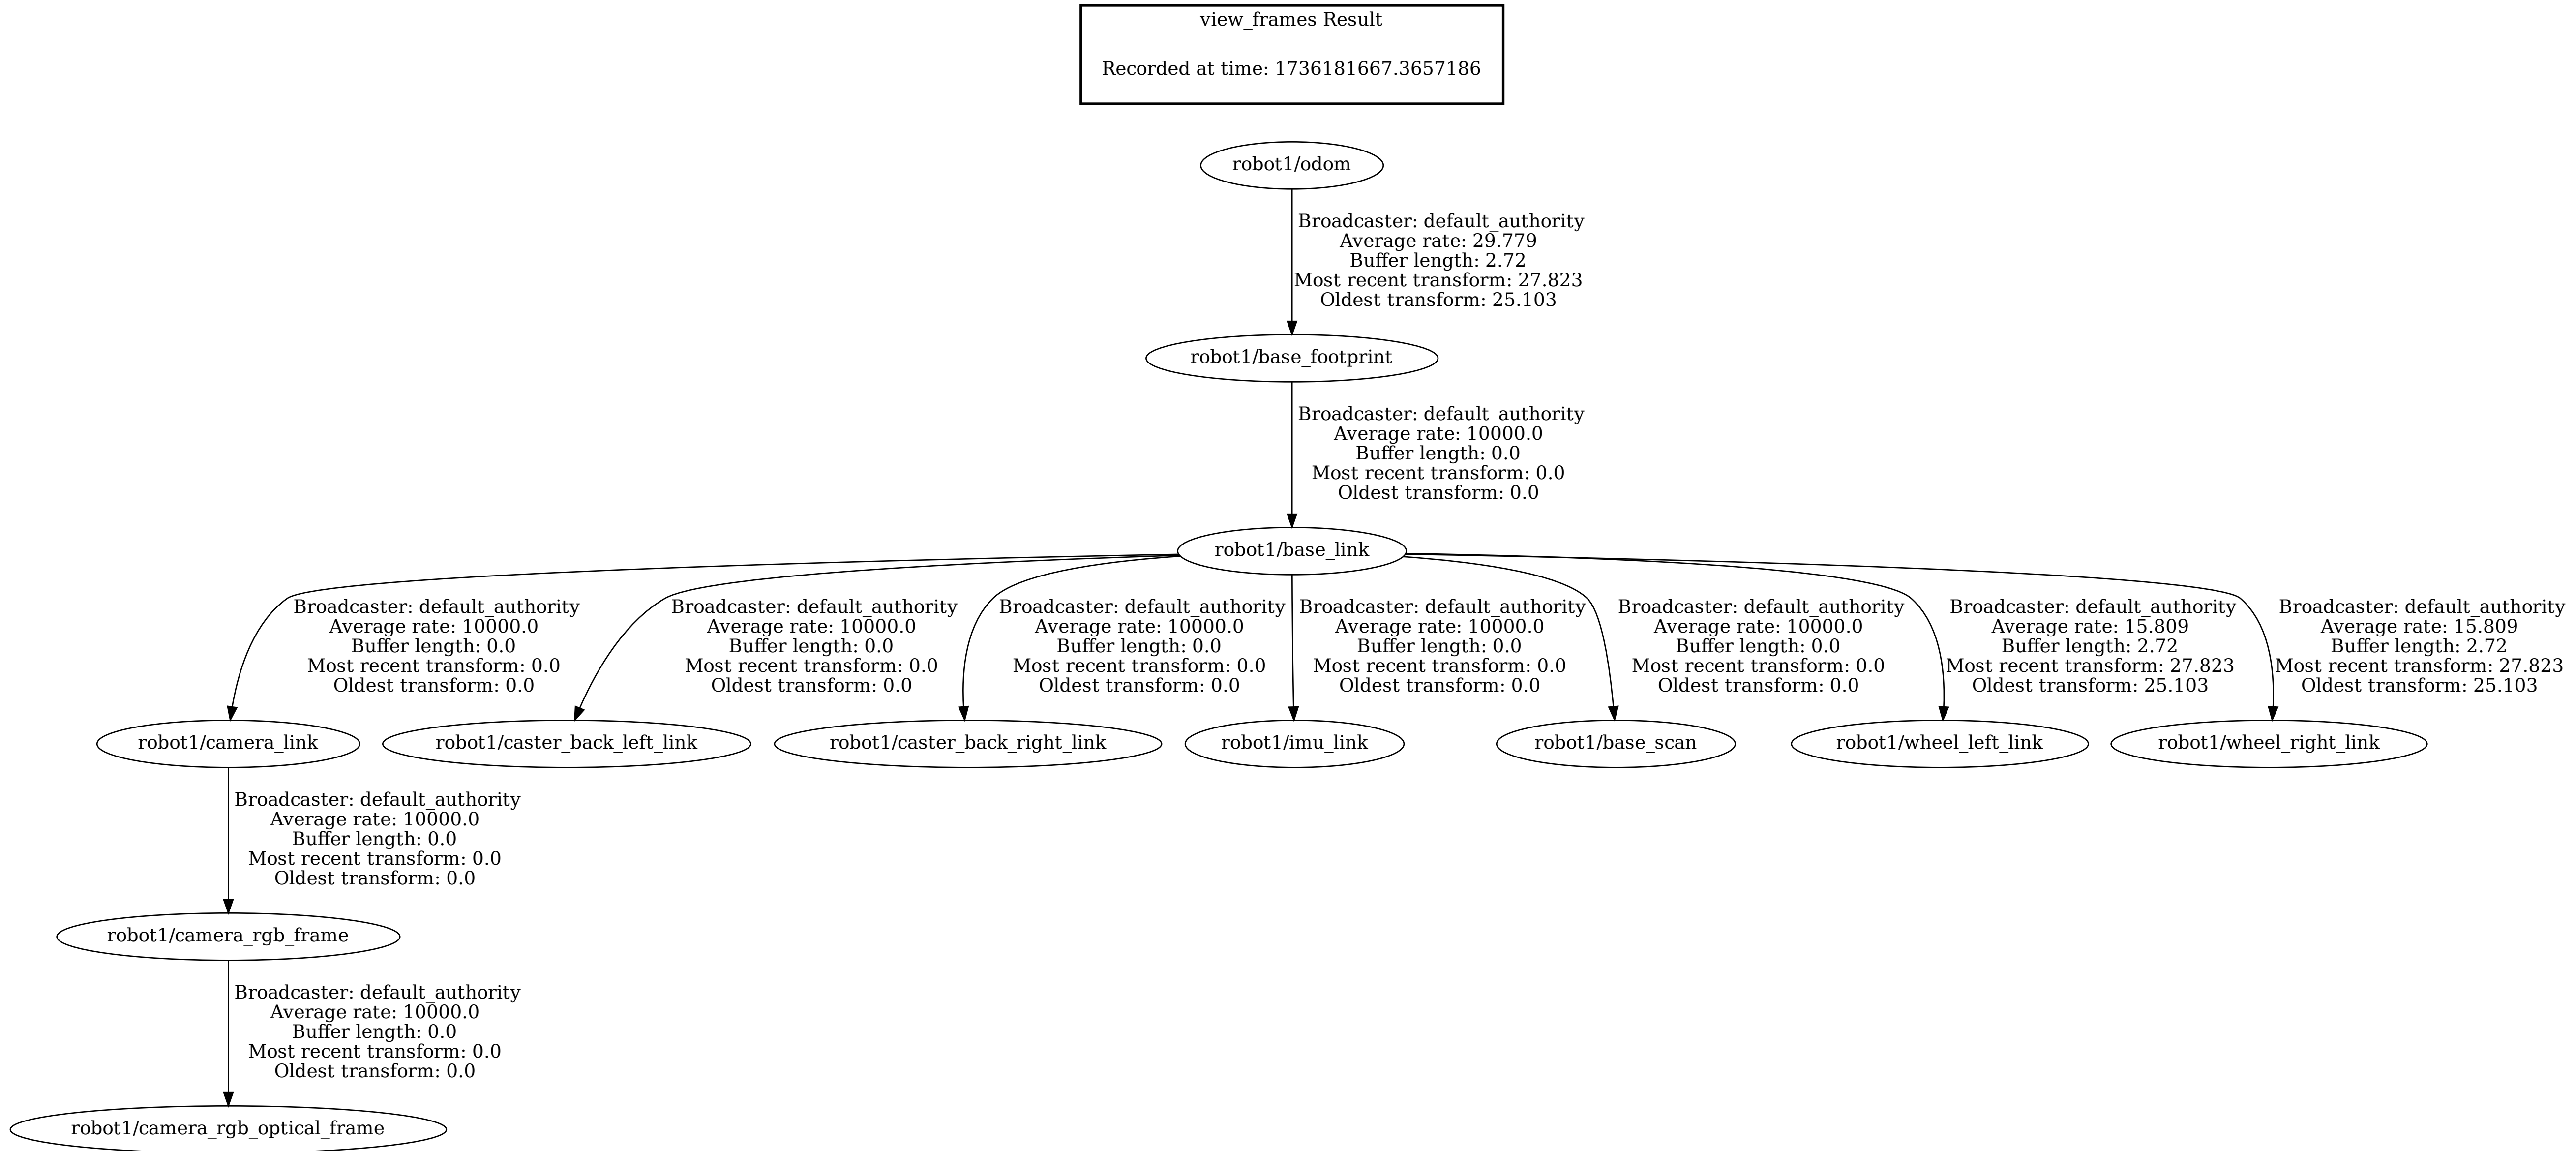 view_frames Result
Recorded at time: 1736181667.3657186
robot1/odom
Broadcaster: default_authority
Average rate: 29.779
Buffer length: 2.72
Most recent transform: 27.823
Oldest transform: 25.103
robot1/base_footprint
Broadcaster: default_authority
Average rate: 10000.0
Buffer length: 0.0
Most recent transform: 0.0
Oldest transform: 0.0
robot1/base_link
Broadcaster: default_authority
Average rate: 10000.0
Buffer length: 0.0
Most recent transform: 0.0
Oldest transform: 0.0
Broadcaster: default_authority
Average rate: 10000.0
Buffer length: 0.0
Most recent transform: 0.0
Oldest transform: 0.0
Broadcaster: default_authority
Average rate: 10000.0
Buffer length: 0.0
Most recent transform: 0.0
Oldest transform: 0.0
Broadcaster: default_authority
Average rate: 10000.0
Buffer length: 0.0
Most recent transform: 0.0
Oldest transform: 0.0
Broadcaster: default_authority
Average rate: 10000.0
Buffer length: 0.0
Most recent transform: 0.0
Oldest transform: 0.0
Broadcaster: default_authority
Average rate: 15.809
Buffer length: 2.72
Most recent transform: 27.823
Oldest transform: 25.103
Broadcaster: default_authority
Average rate: 15.809
Buffer length: 2.72
Most recent transform: 27.823
Oldest transform: 25.103
robot1/camera_link
robot1/caster_back_left_link
robot1/caster_back_right_link
robot1/imu_link
robot1/base_scan
robot1/wheel_left_link
robot1/wheel_right_link
Broadcaster: default_authority
Average rate: 10000.0
Buffer length: 0.0
Most recent transform: 0.0
Oldest transform: 0.0
robot1/camera_rgb_frame
Broadcaster: default_authority
Average rate: 10000.0
Buffer length: 0.0
Most recent transform: 0.0
Oldest transform: 0.0
robot1/camera_rgb_optical_frame